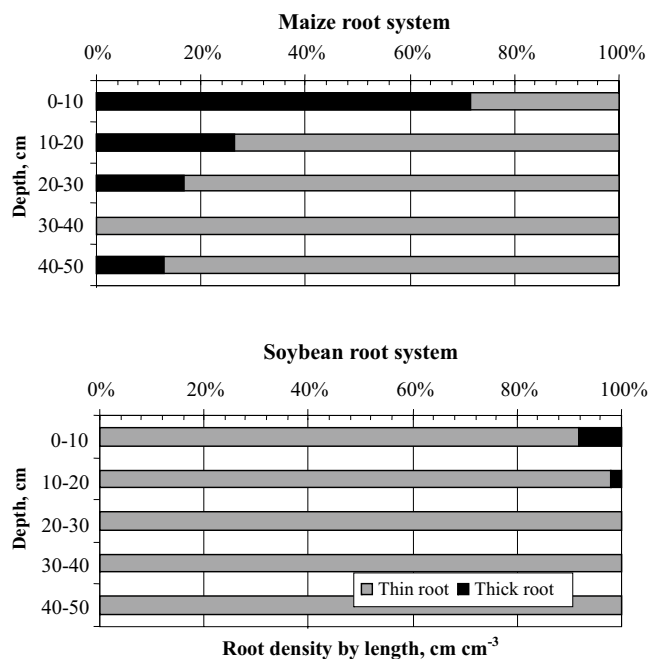 Maize root system
0% 20% 40% 60% 80% 100%
Depth, cm
0-10
10-20
20-30
30-40
40-50
Soybean root system
0% 20% 40% 60% 80% 100%
Depth, cm
0-10
10-20
20-30
30-40
40-50
Thin root Thick root
Root density by length, cm cm⁻³